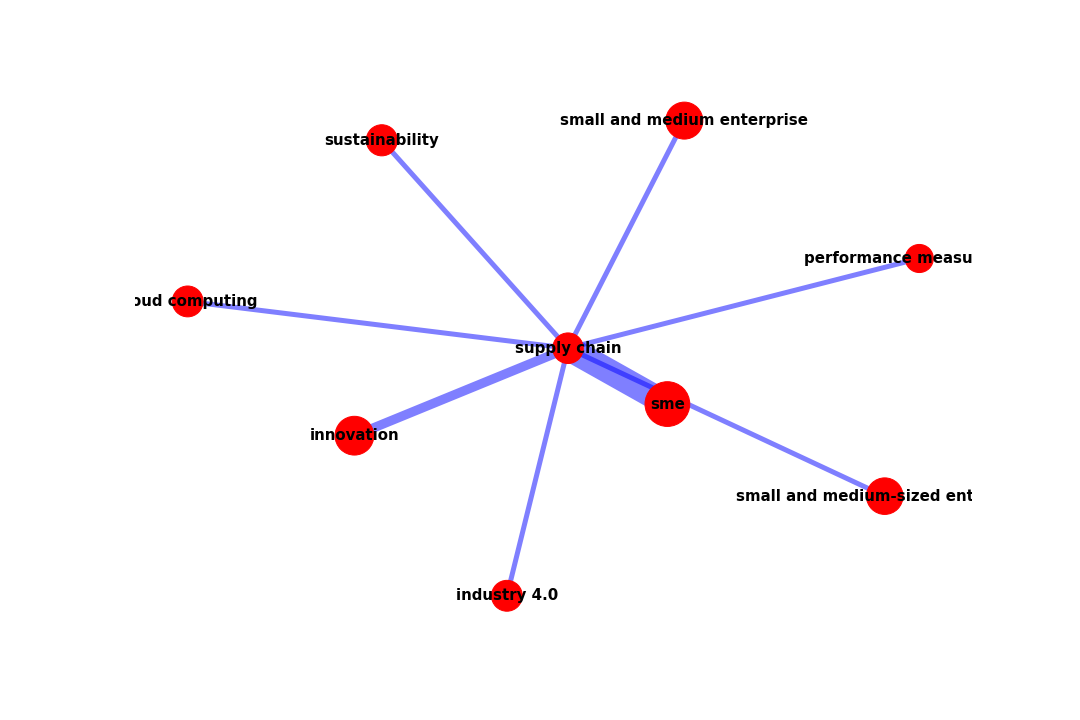 small and medium enterprise
sustainability
performance measu
oud computing
supply chain
sme
innovation
small and medium-sized ent
industry 4.0